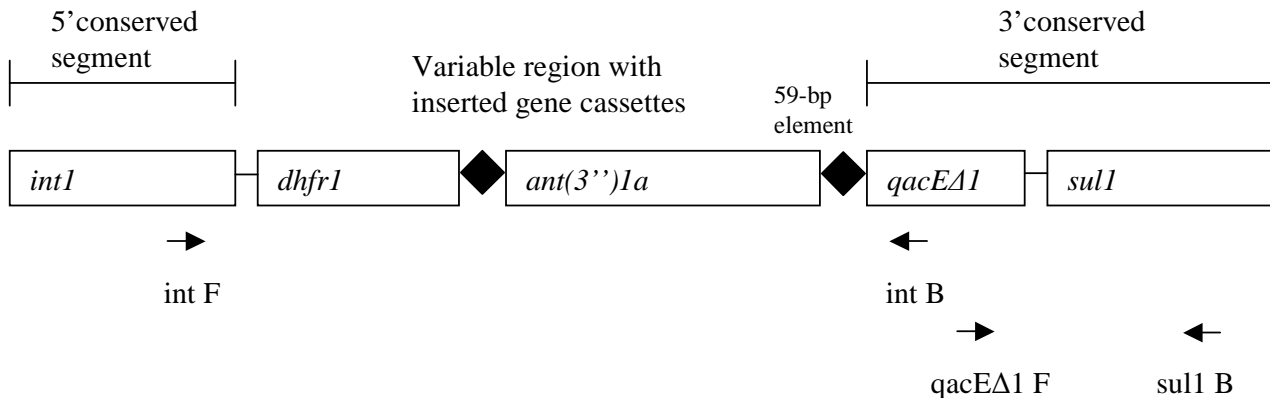 5’conserved
segment
3’conserved
segment
Variable region with
inserted gene cassettes
59-bp
element
int1
dhfr1
ant(3’’)1a
qacEΔ1
sul1
int F
int B
qacEΔ1 F
sul1 B